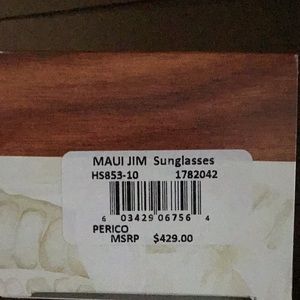 MAUI JIM Sunglasses
HS853-10 1782042
6 03429 06756 4
PERICO
MSRP $429.00